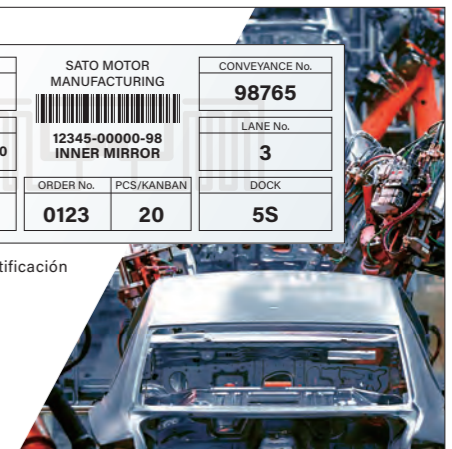 SATO MOTOR
MANUFACTURING
12345-00000-98
INNER MIRROR
CONVEYANCE No.
98765
LANE No.
3
0
ORDER No.
0123
PCS/KANBAN
20
DOCK
5S
tificación